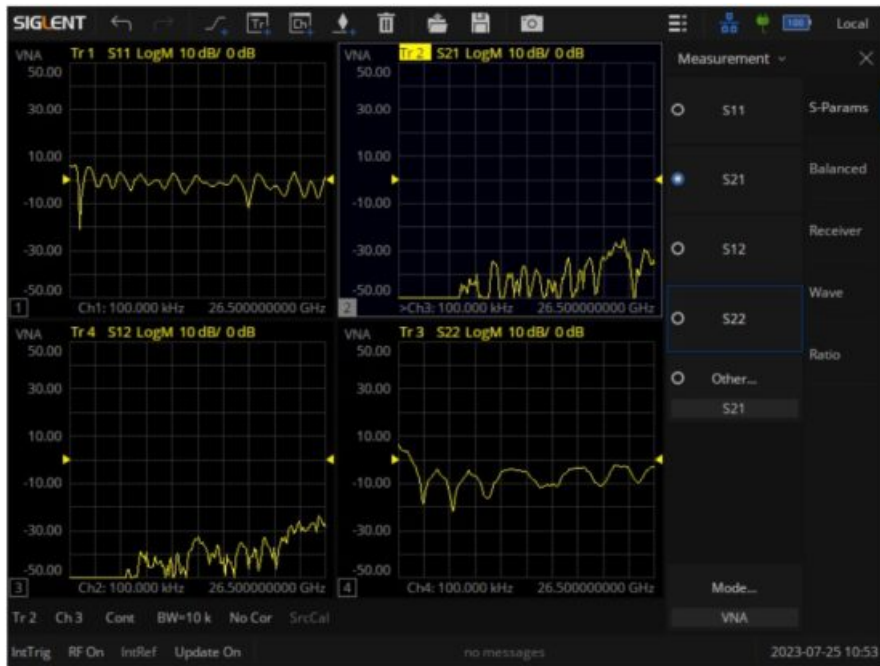 SIGLENT Tr Ch 100 Local
VNA Tr 1 S11 LogM 10 dB/ 0 dB
50.00
30.00
10.00
-10.00
-30.00
-50.00
1 Ch1: 100.000 kHz 26.500000000 GHz
VNA Tr 2 S21 LogM 10 dB/ 0 dB
50.00
30.00
10.00
-10.00
-30.00
-50.00
2 >Ch3: 100.000 kHz 26.500000000 GHz
VNA Tr 4 S12 LogM 10 dB/ 0 dB
50.00
30.00
10.00
-10.00
-30.00
-50.00
3 Ch2: 100.000 kHz 26.500000000 GHz
VNA Tr 3 S22 LogM 10 dB/ 0 dB
50.00
30.00
10.00
-10.00
-30.00
-50.00
4 Ch4: 100.000 kHz 26.500000000 GHz
Measurement
S11
S21
S12
S22
Other...
S21
Mode...
VNA
S-Params
Balanced
Receiver
Wave
Ratio
Tr 2 Ch 3 Cont BW=10 k No Cor SrcCal
IntTrig RF On IntRef Update On no messages 2023-07-25 10:53